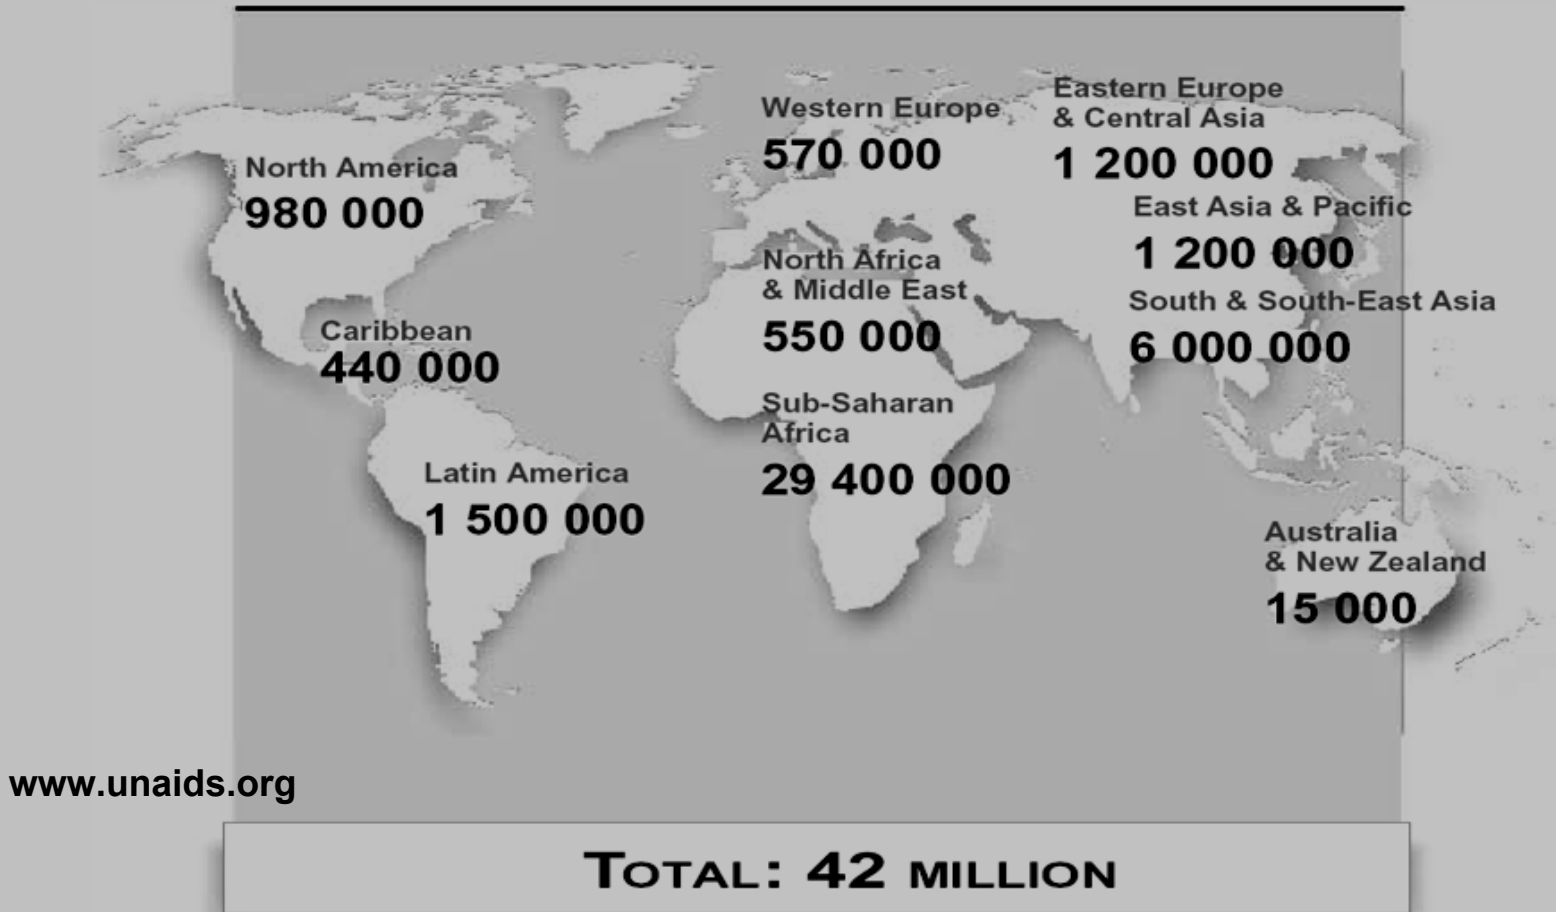 Western Europe
570 000
Eastern Europe
& Central Asia
1 200 000
North America
980 000
East Asia & Pacific
1 200 000
North Africa
& Middle East
550 000
South & South-East Asia
6 000 000
Caribbean
440 000
Sub-Saharan
Africa
29 400 000
Latin America
1 500 000
Australia
& New Zealand
15 000
www.unaids.org
TOTAL: 42 MILLION